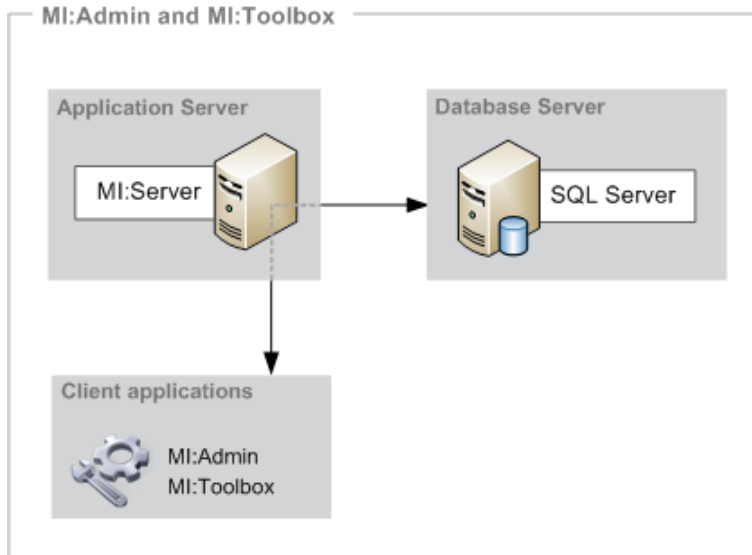 MI:Admin and MI:Toolbox
Application Server
MI:Server
Database Server
SQL Server
Client applications
MI:Admin
MI:Toolbox